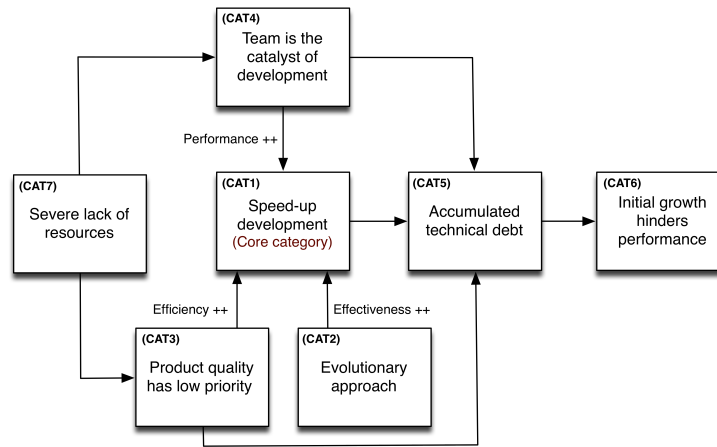 (CAT4)
Team is the
catalyst of
development
Performance ++
(CAT7)
Severe lack of
resources
(CAT1)
Speed-up
development
(Core category)
(CAT5)
Accumulated
technical debt
(CAT6)
Initial growth
hinders
performance
Efficiency ++
Effectiveness ++
(CAT3)
Product quality
has low priority
(CAT2)
Evolutionary
approach